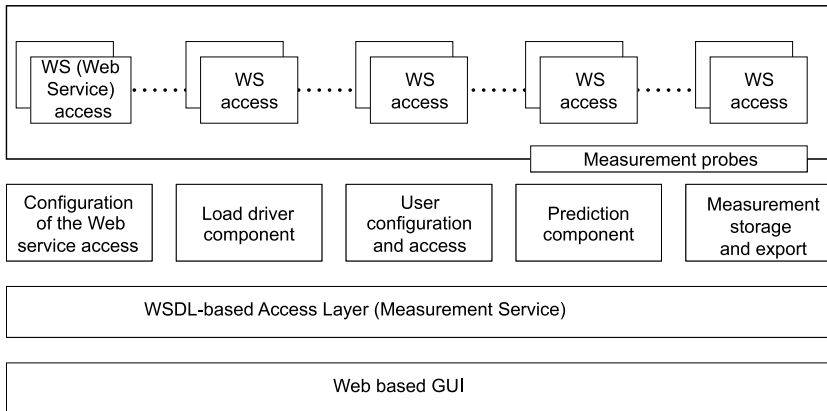 WS (Web
Service)
access
WS
access
WS
access
WS
access
WS
access
Measurement probes
Configuration
of the Web
service access
Load driver
component
User
configuration
and access
Prediction
component
Measurement
storage
and export
WSDL-based Access Layer (Measurement Service)
Web based GUI